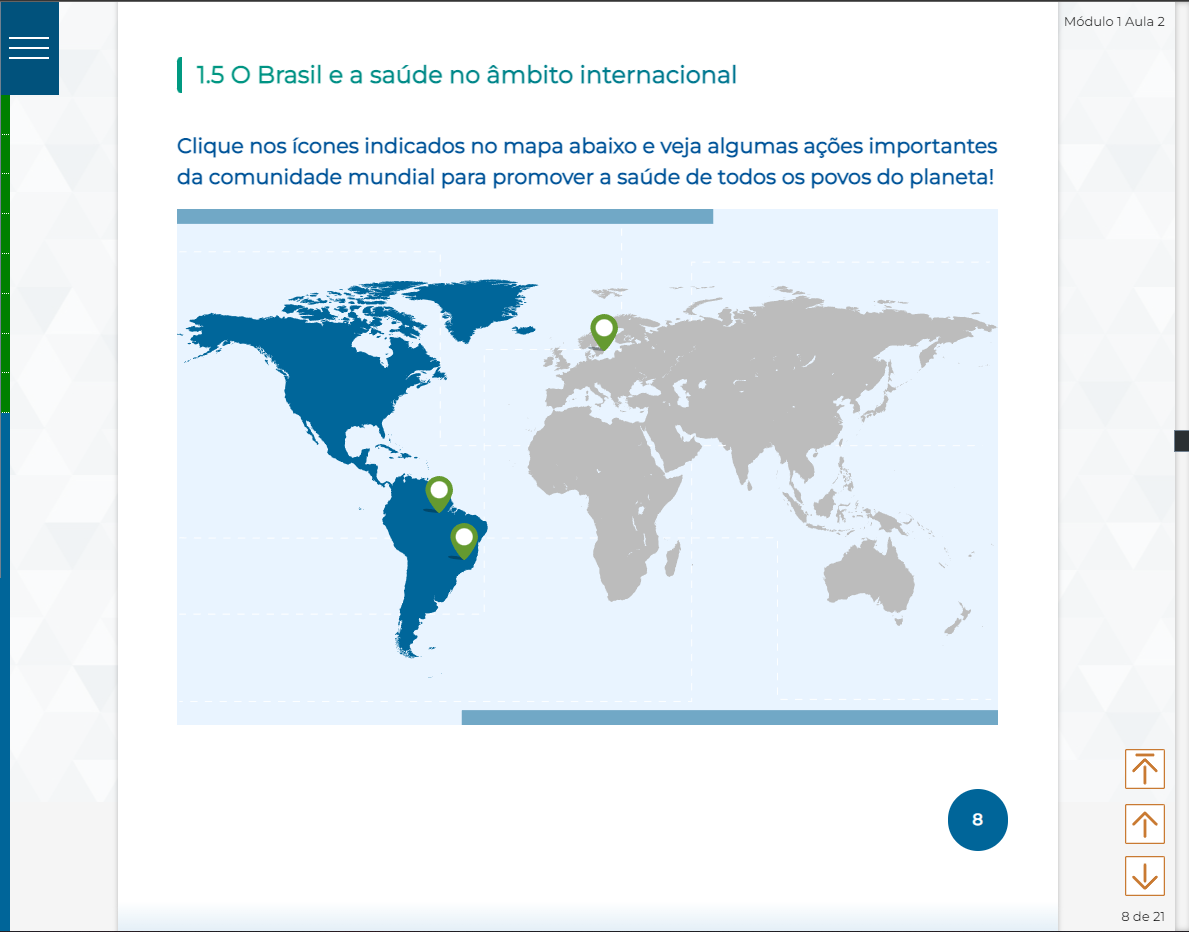 Módulo 1 Aula 2
1.5 O Brasil e a saúde no âmbito internacional
Clique nos ícones indicados no mapa abaixo e veja algumas ações importantes
da comunidade mundial para promover a saúde de todos os povos do planeta!
8
8 de 21